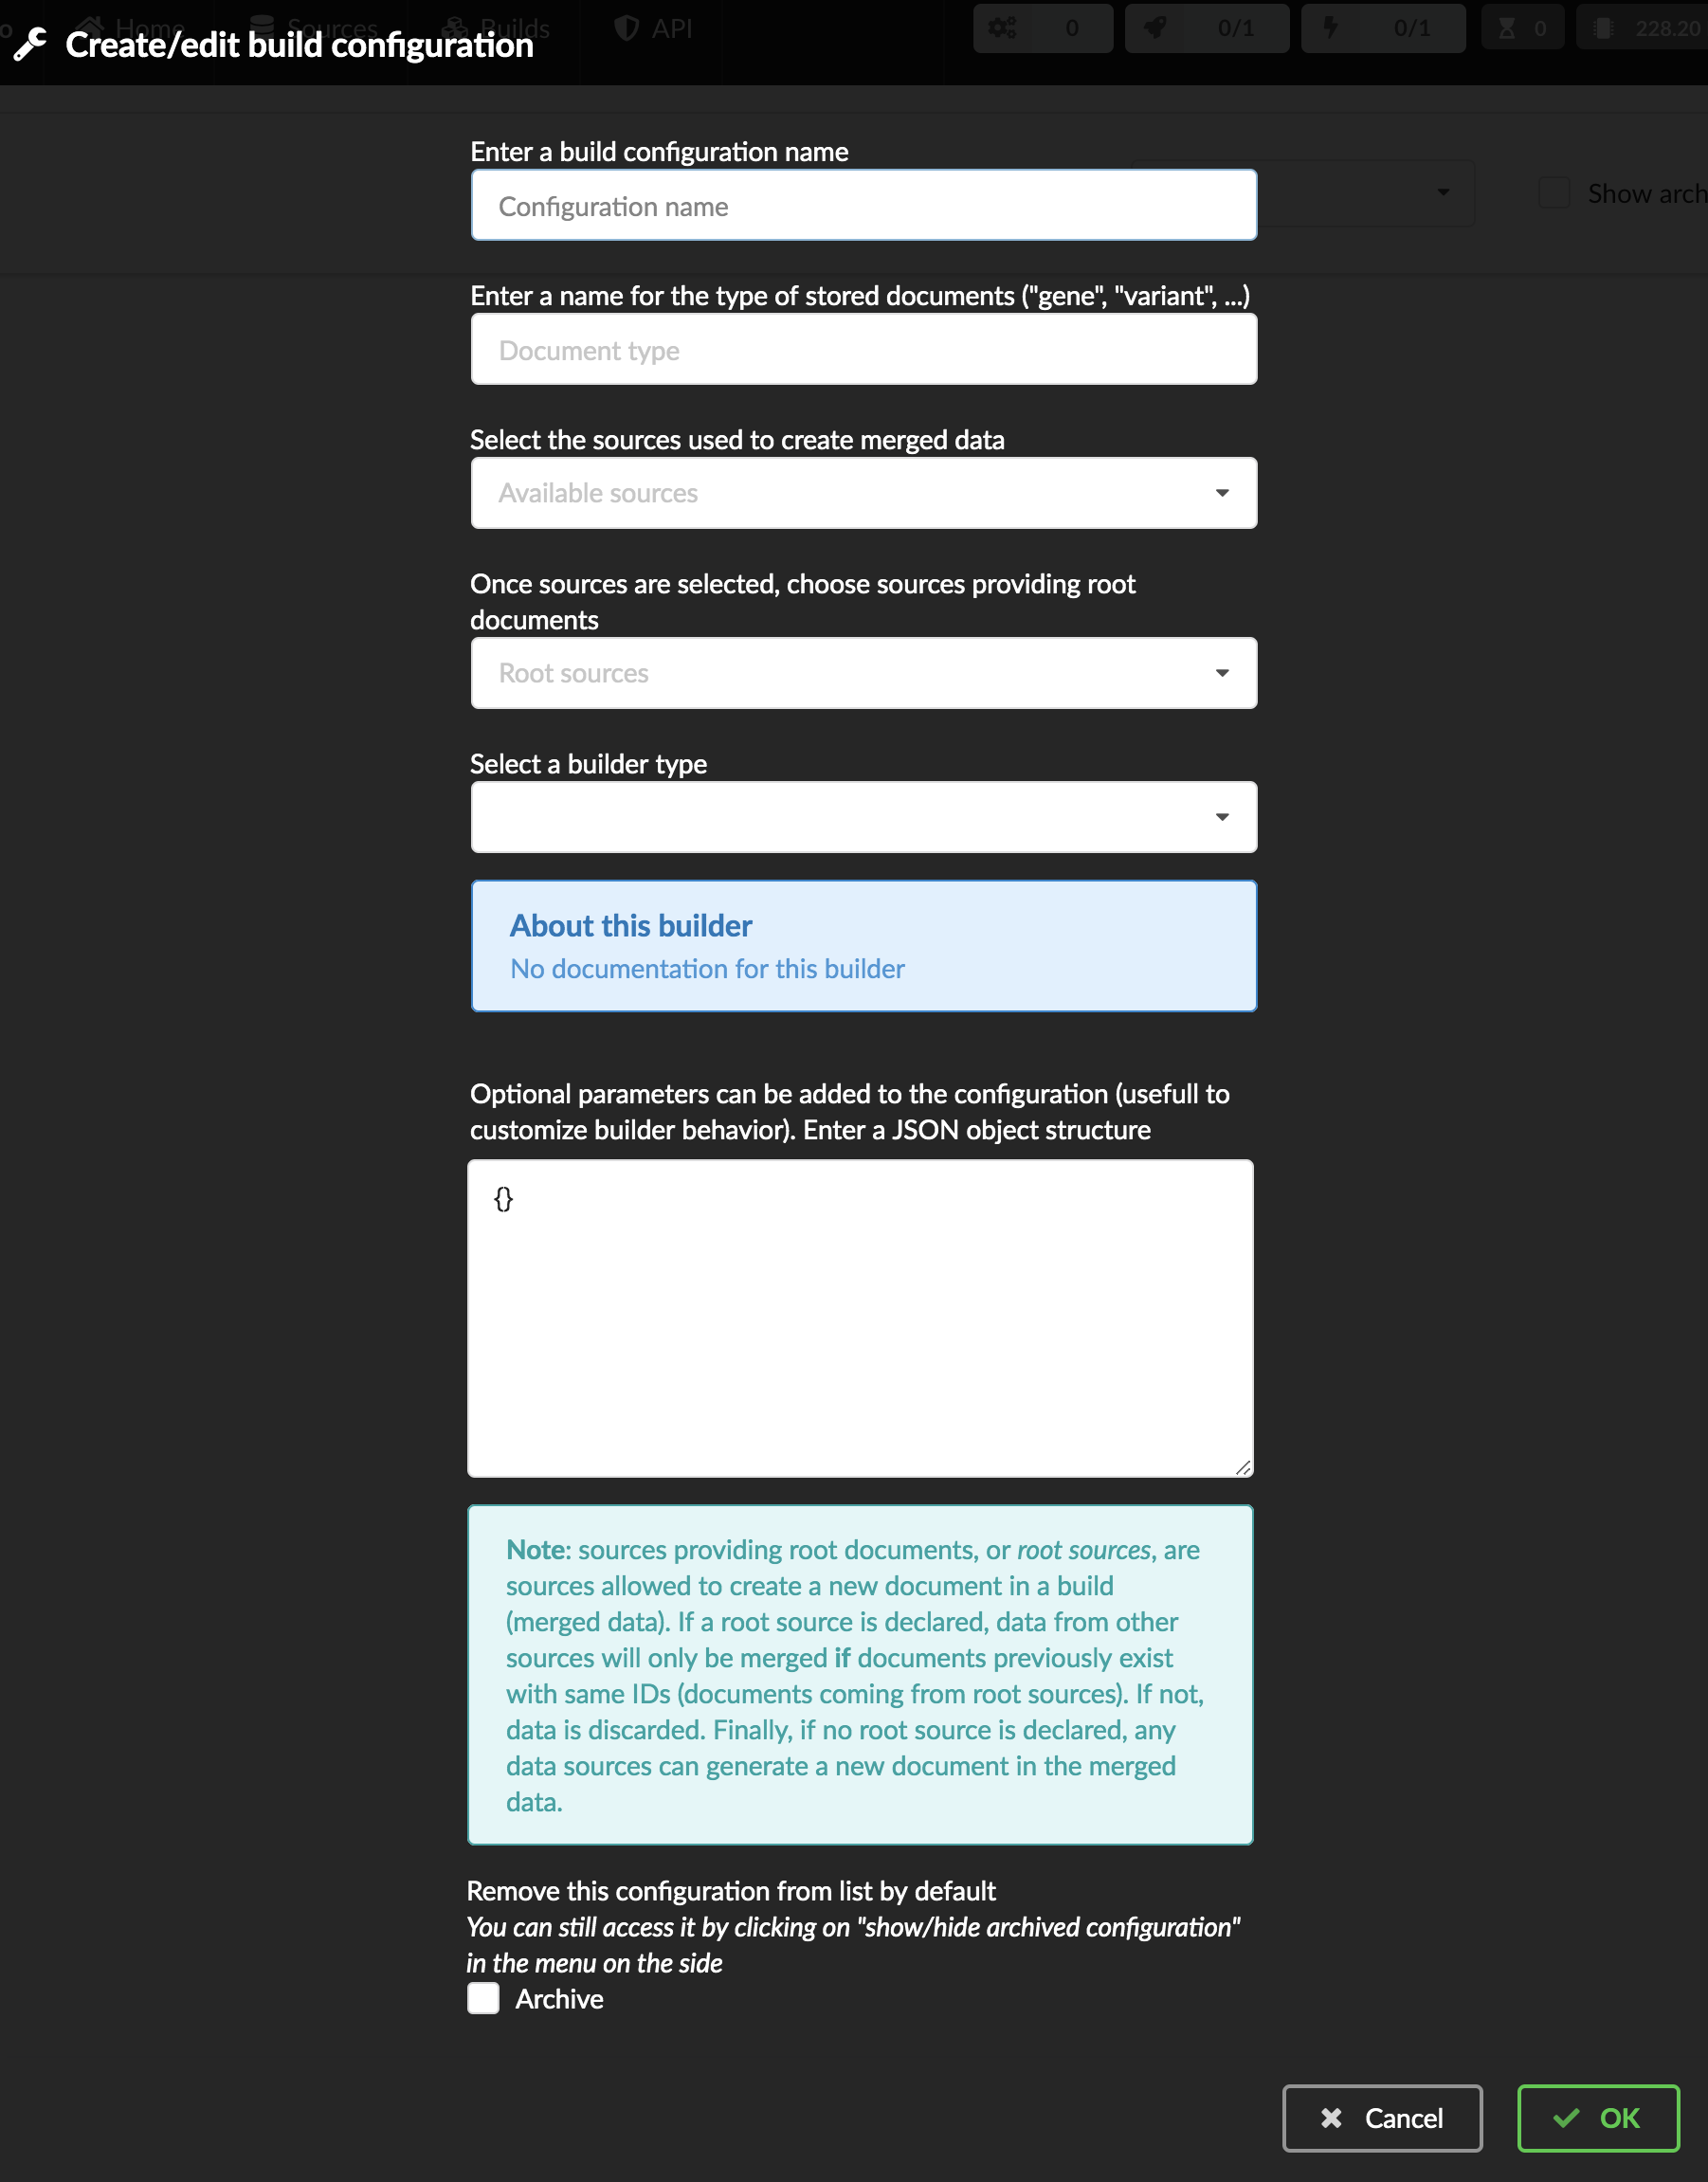 Home Sources Builds API 0 0/1 0/1 0 228.20
Create/edit build configuration
Enter a build configuration name
Configuration name
Show arch
Enter a name for the type of stored documents ("gene", "variant", ...)
Document type
Select the sources used to create merged data
Available sources
Once sources are selected, choose sources providing root
documents
Root sources
Select a builder type
About this builder
No documentation for this builder
Optional parameters can be added to the configuration (usefull to
customize builder behavior). Enter a JSON object structure
{}
Note: sources providing root documents, or root sources, are
sources allowed to create a new document in a build
(merged data). If a root source is declared, data from other
sources will only be merged if documents previously exist
with same IDs (documents coming from root sources). If not,
data is discarded. Finally, if no root source is declared, any
data sources can generate a new document in the merged
data.
Remove this configuration from list by default
You can still access it by clicking on "show/hide archived configuration"
in the menu on the side
Archive
Cancel OK